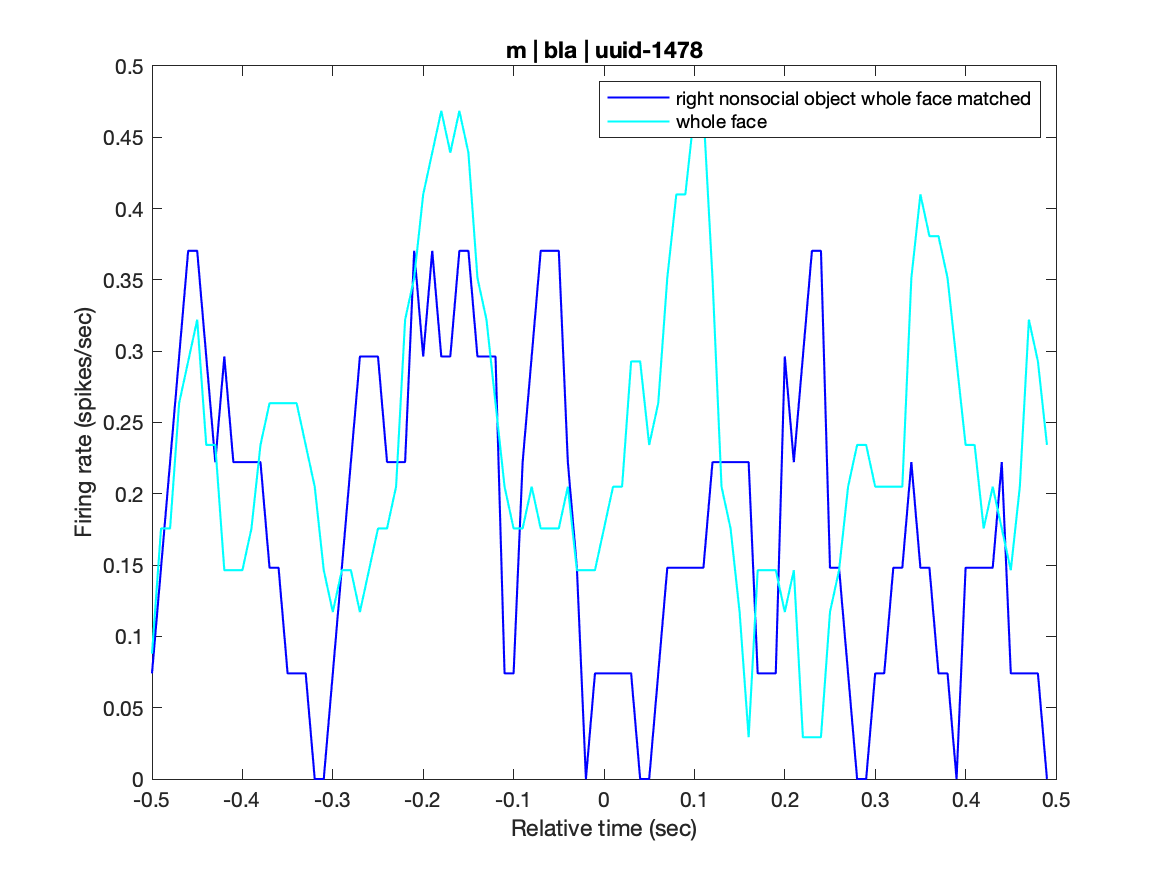 m | bla | uuid-1478
right nonsocial object whole face matched
whole face
Firing rate (spikes/sec)
0.5
0.45
0.4
0.35
0.3
0.25
0.2
0.15
0.1
0.05
0
-0.5 -0.4 -0.3 -0.2 -0.1 0 0.1 0.2 0.3 0.4 0.5
Relative time (sec)